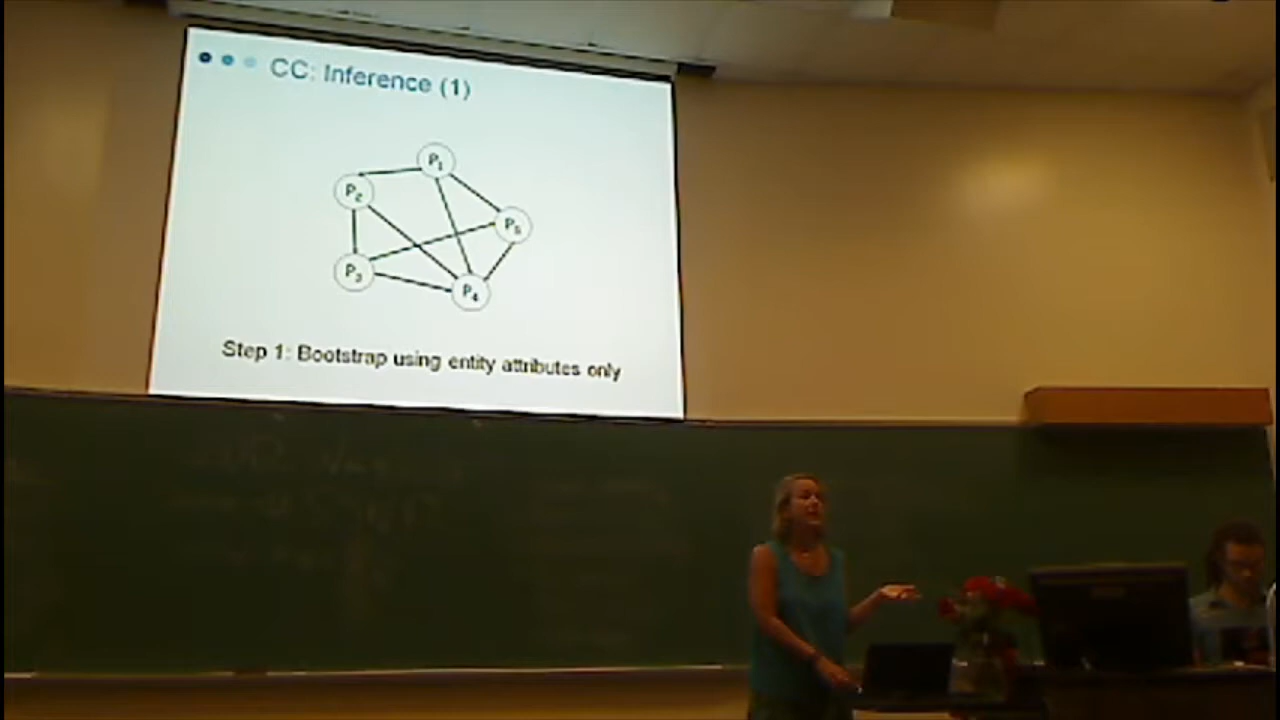 CC: Inference (1)
P1
P2
P5
P3
P4
Step 1: Bootstrap using entity attributes only